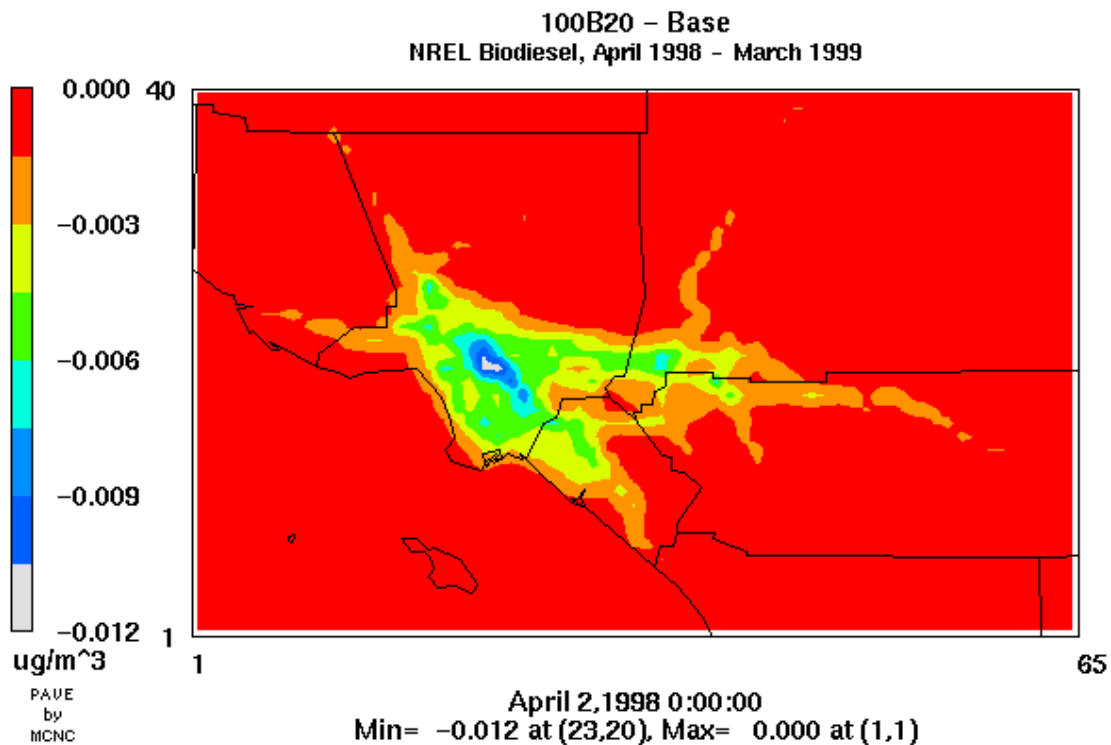 100B20 - Base
NREL Biodiesel, April 1998 - March 1999
0.000
-0.003
-0.006
-0.009
-0.012
ug/m^3
PAVE
by
MCNC
40
1
1
65
April 2,1998 0:00:00
Min= -0.012 at (23,20), Max= 0.000 at (1,1)